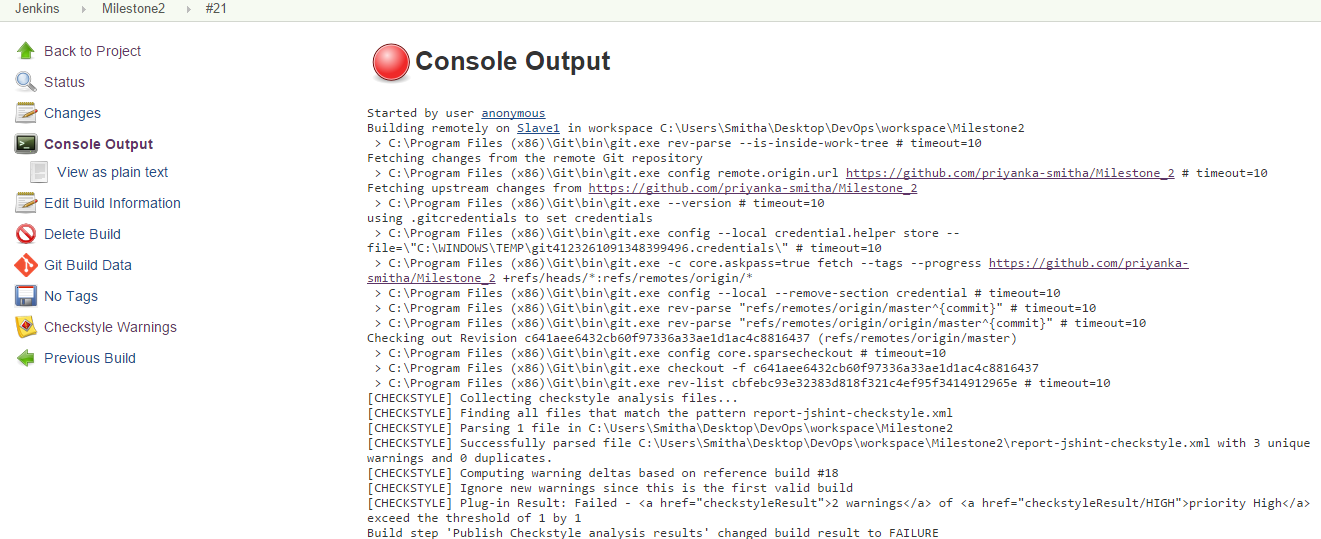 Jenkins Milestone2 #21
Back to Project
Status
Changes
Console Output
View as plain text
Edit Build Information
Delete Build
Git Build Data
No Tags
Checkstyle Warnings
Previous Build
Console Output
Started by user anonymous
Building remotely on Slave1 in workspace C:\Users\Smitha\Desktop\DevOps\workspace\Milestone2
> C:\Program Files (x86)\Git\bin\git.exe rev-parse --is-inside-work-tree # timeout=10
Fetching changes from the remote Git repository
> C:\Program Files (x86)\Git\bin\git.exe config remote.origin.url https://github.com/priyanka-smitha/Milestone_2 # timeout=10
Fetching upstream changes from https://github.com/priyanka-smitha/Milestone_2
> C:\Program Files (x86)\Git\bin\git.exe --version # timeout=10
using .gitcredentials to set credentials
> C:\Program Files (x86)\Git\bin\git.exe config --local credential.helper store --
file=\"C:\WINDOWS\TEMP\git4123261091348399496.credentials\" # timeout=10
> C:\Program Files (x86)\Git\bin\git.exe -c core.askpass=true fetch --tags --progress https://github.com/priyanka-
smitha/Milestone_2 +refs/heads/*:refs/remotes/origin/*
> C:\Program Files (x86)\Git\bin\git.exe config --local --remove-section credential # timeout=10
> C:\Program Files (x86)\Git\bin\git.exe rev-parse "refs/remotes/origin/master^{commit}" # timeout=10
> C:\Program Files (x86)\Git\bin\git.exe rev-parse "refs/remotes/origin/origin/master^{commit}" # timeout=10
Checking out Revision c641aee6432cb60f97336a33ae1d1ac4c8816437 (refs/remotes/origin/master)
> C:\Program Files (x86)\Git\bin\git.exe config core.sparsecheckout # timeout=10
> C:\Program Files (x86)\Git\bin\git.exe checkout -f c641aee6432cb60f97336a33ae1d1ac4c8816437
> C:\Program Files (x86)\Git\bin\git.exe rev-list cbfebc93e32383d818f321c4ef95f3414912965e # timeout=10
[CHECKSTYLE] Collecting checkstyle analysis files...
[CHECKSTYLE] Finding all files that match the pattern report-jshint-checkstyle.xml
[CHECKSTYLE] Parsing 1 file in C:\Users\Smitha\Desktop\DevOps\workspace\Milestone2
[CHECKSTYLE] Successfully parsed file C:\Users\Smitha\Desktop\DevOps\workspace\Milestone2\report-jshint-checkstyle.xml with 3 unique
warnings and 0 duplicates.
[CHECKSTYLE] Computing warning deltas based on reference build #18
[CHECKSTYLE] Ignore new warnings since this is the first valid build
[CHECKSTYLE] Plug-in Result: Failed - <a href="checkstyleResult">2 warnings</a> of <a href="checkstyleResult/HIGH">priority High</a>
exceed the threshold of 1 by 1
Build step 'Publish Checkstyle analysis results' changed build result to FAILURE